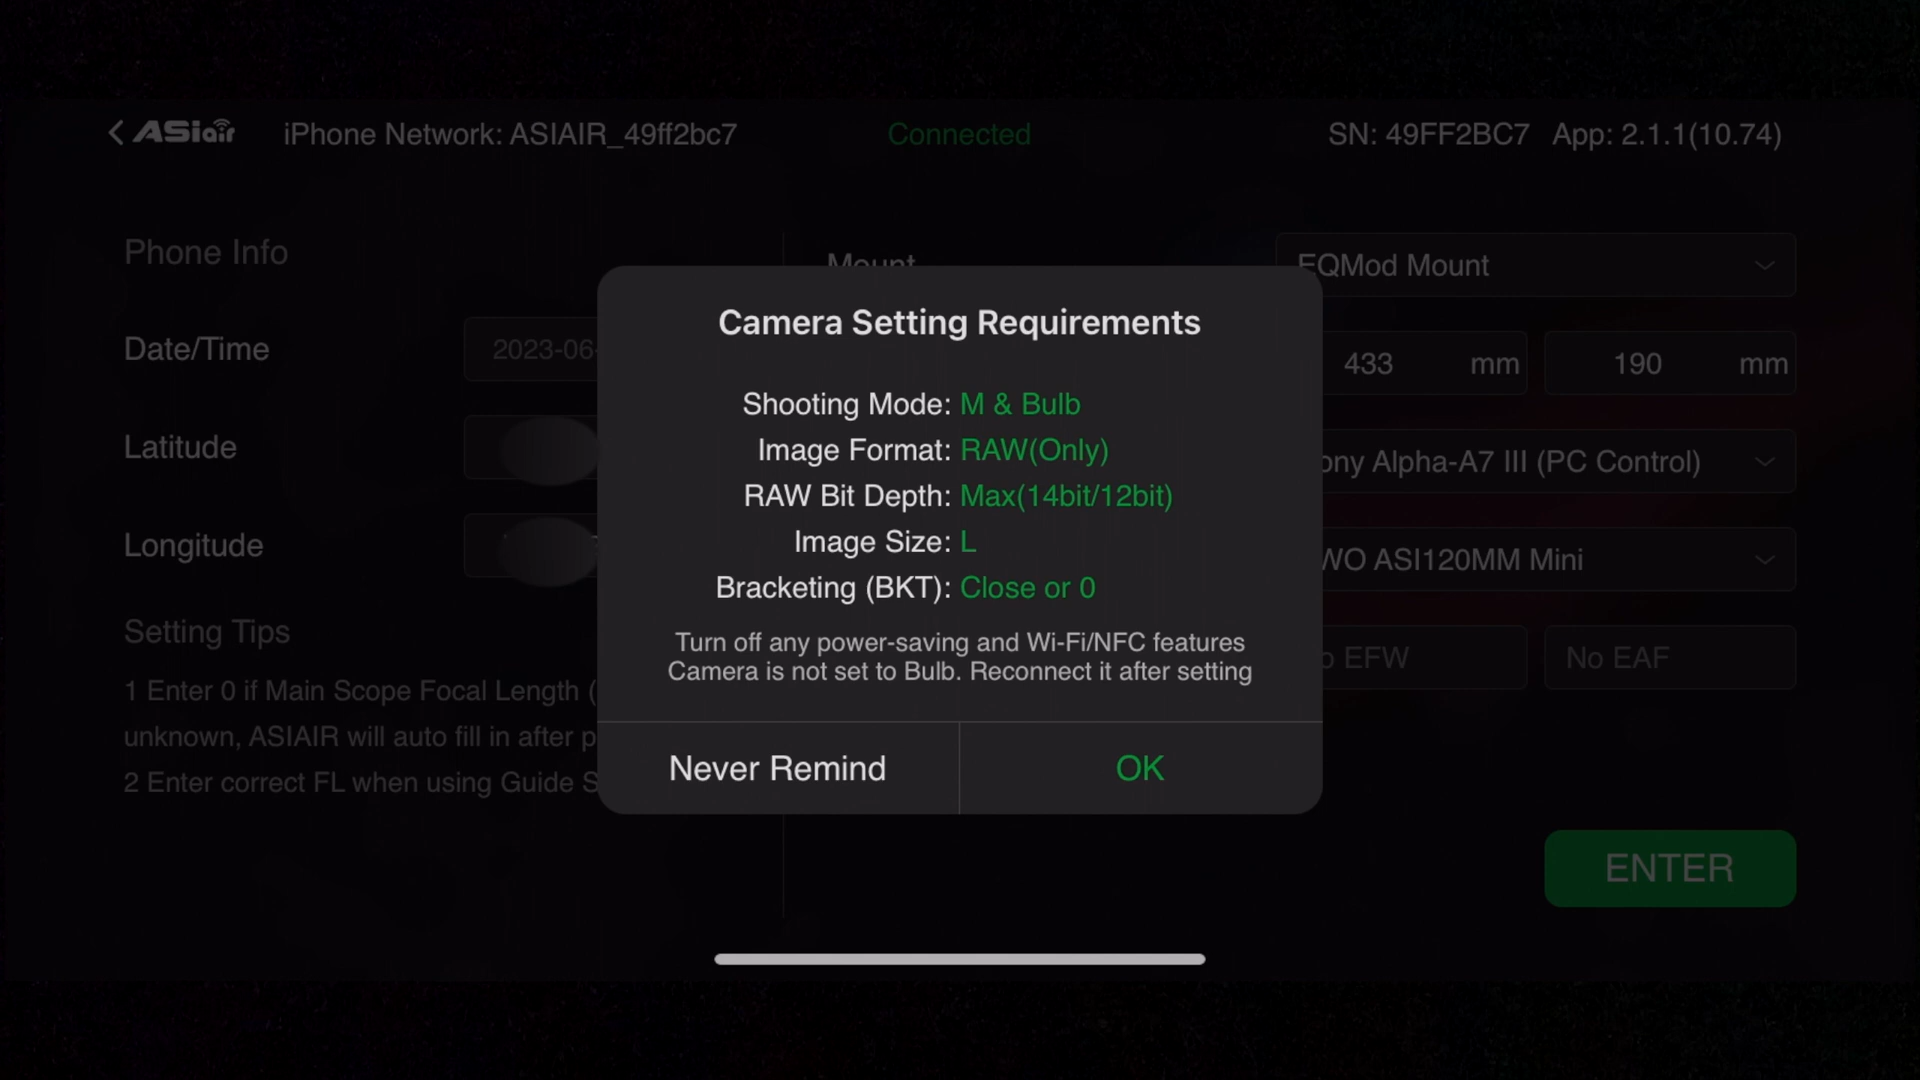 ASiair iPhone Network: ASIAIR_49ff2bc7 Connected SN: 49FF2BC7 App: 2.1.1(10.74)
Phone Info
Date/Time 2023-06-
Latitude
Longitude
Setting Tips
1 Enter 0 if Main Scope Focal Length (
unknown, ASIAIR will auto fill in after
2 Enter correct FL when using Guide
Mount EQMod Mount
433 mm 190 mm
Alpha-A7 III (PC Control)
ASI120MM Mini
EFW No EAF
ENTER
Camera Setting Requirements
Shooting Mode: M & Bulb
Image Format: RAW(Only)
RAW Bit Depth: Max(14bit/12bit)
Image Size: L
Bracketing (BKT): Close or 0
Turn off any power-saving and Wi-Fi/NFC features
Camera is not set to Bulb. Reconnect it after setting
Never Remind OK